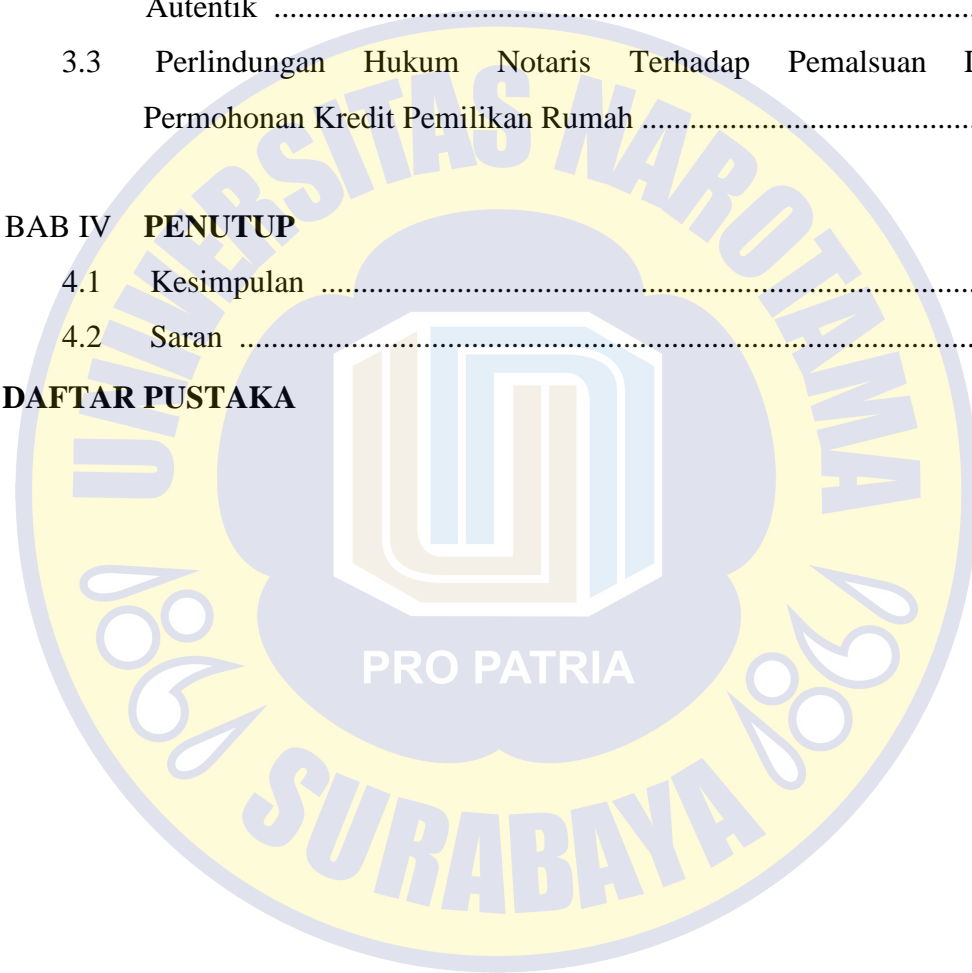 Autentik ........................................................................................
3.3 Perlindungan Hukum Notaris Terhadap Pemalsuan
Permohonan Kredit Pemilikan Rumah ..........................................
BAB IV PENUTUP
4.1 Kesimpulan ..................................................................................
4.2 Saran ............................................................................................
DAFTAR PUSTAKA
UNIVERSITAS NAROTAMA
PRO PATRIA
SURABAYA